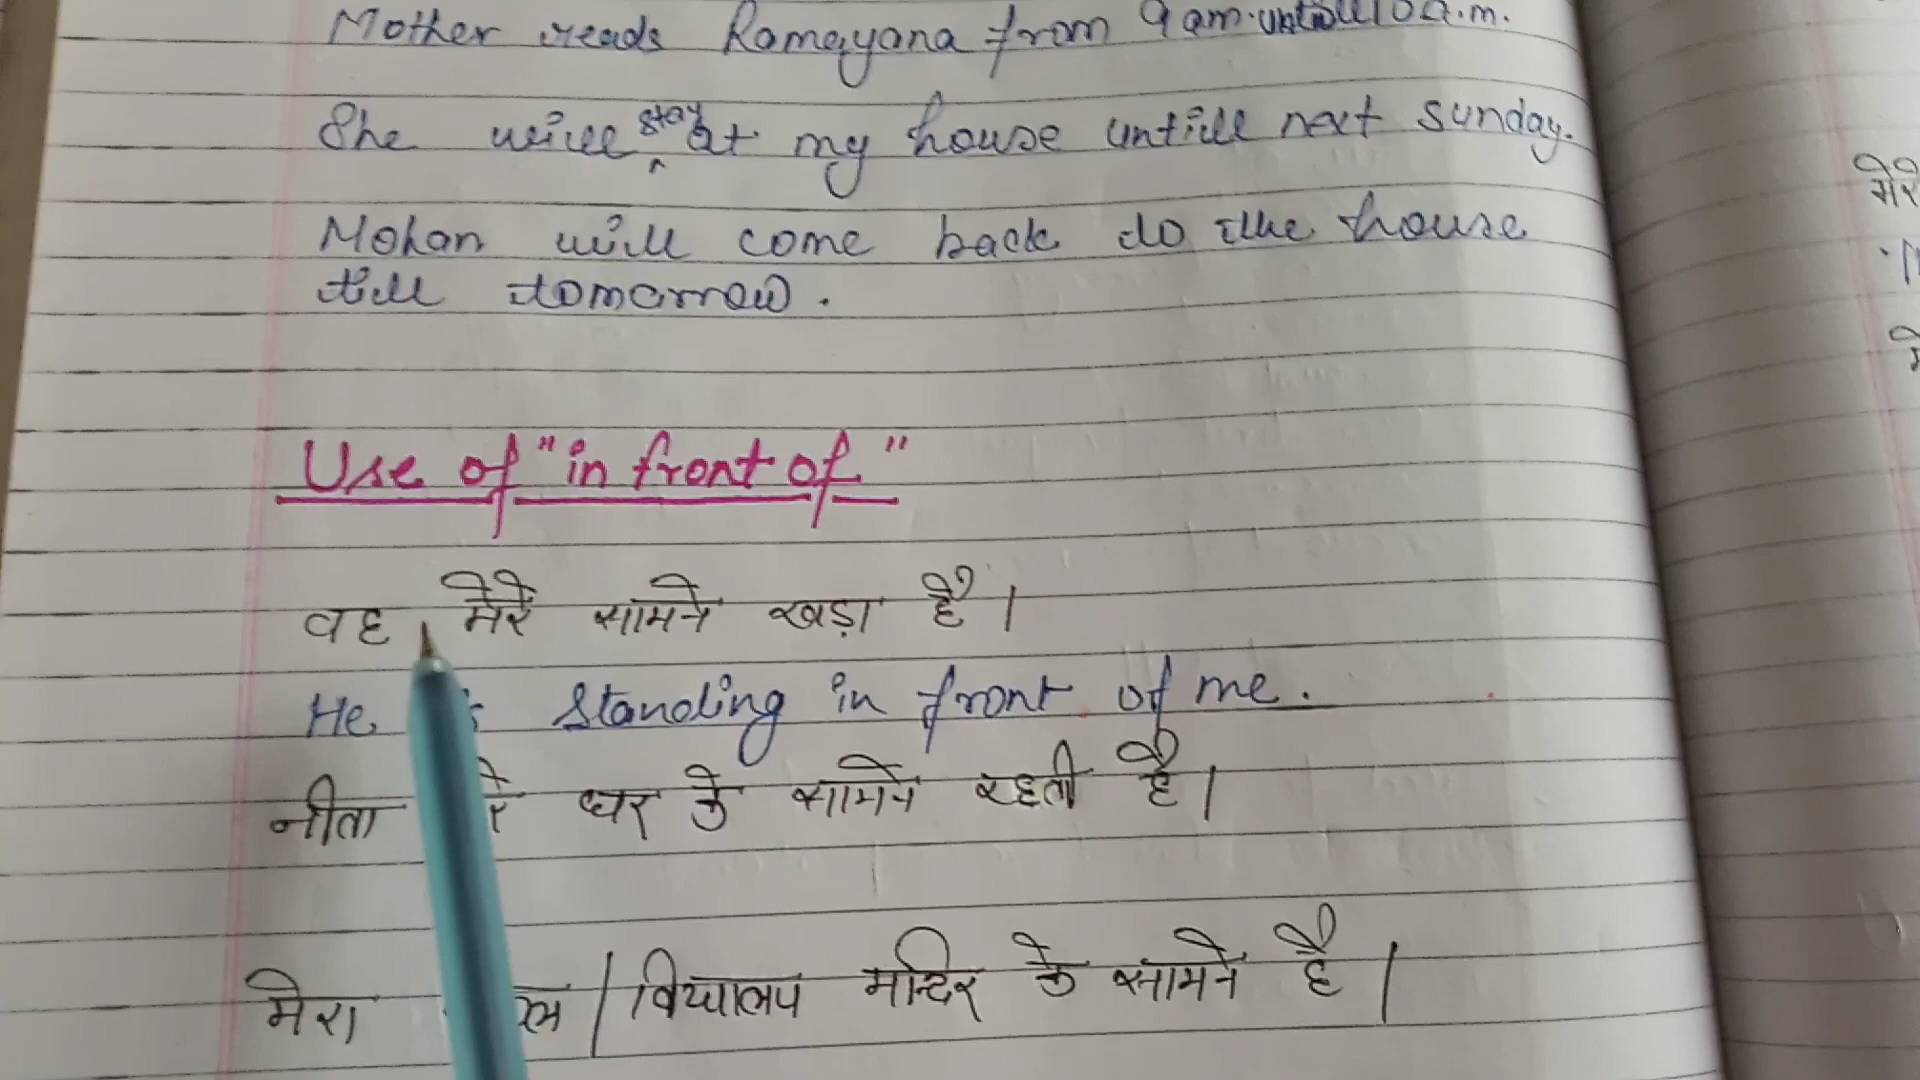 Mother reads Ramayana from 9 am. untill 10 a.m.
She will stay at my house untill next sunday.
Mohan will come back to the house
till tomorrow.
Use of "in front of"
वह मेरे सामने खड़ा है।
He standing in front of me.
नीता घर के सामने रहती है।
मेरा / विद्यालय मन्दिर के सामने है।